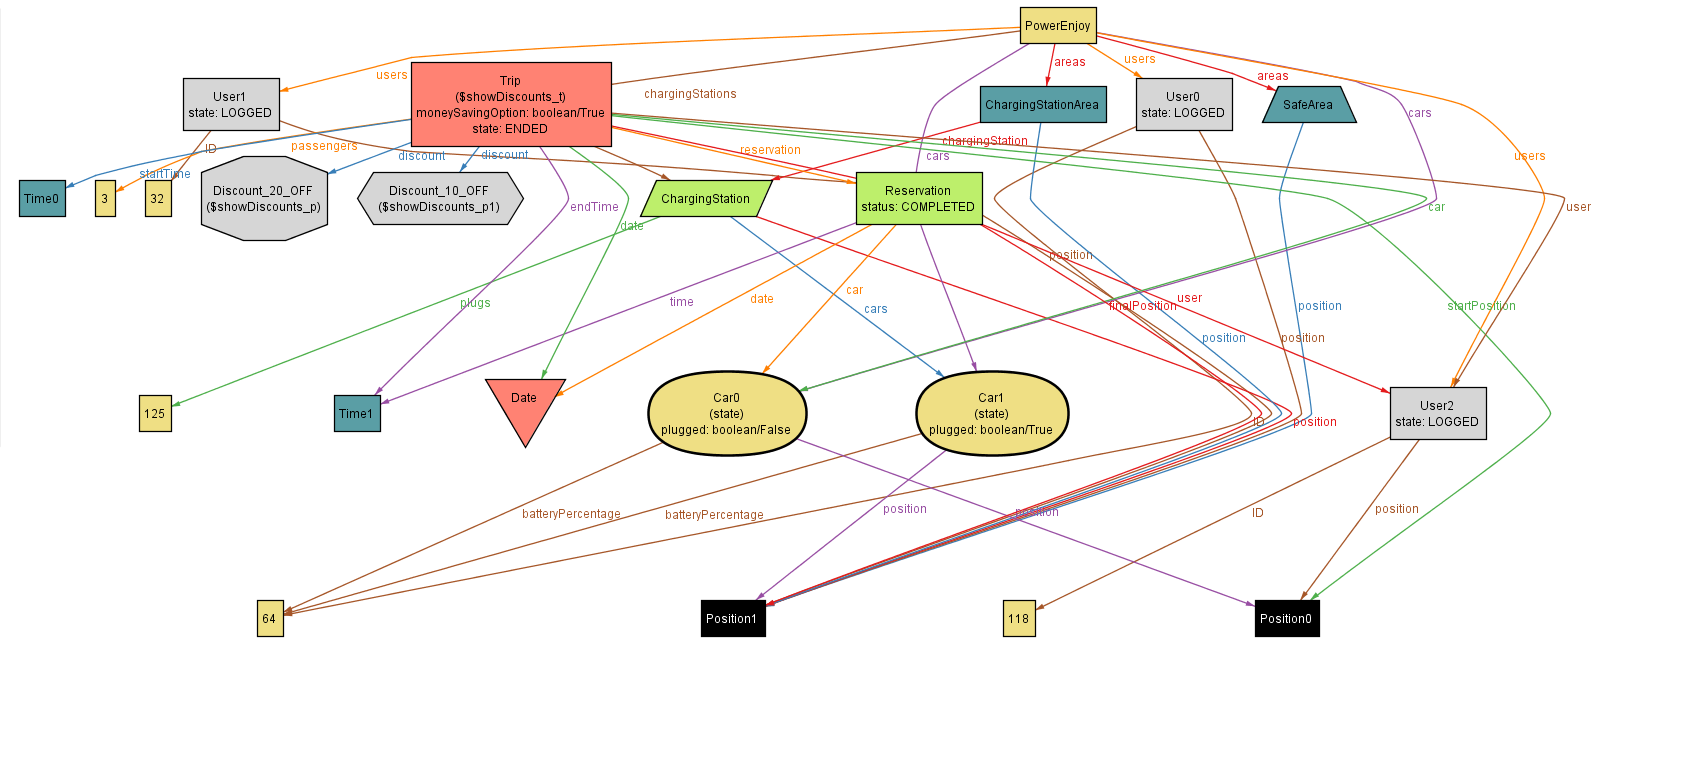 PowerEnjoy
users
Trip
($showDiscounts_t)
moneySavingOption: boolean/True
state: ENDED
chargingStations
areas
users
areas
User1
state: LOGGED
ChargingStationArea
User0
state: LOGGED
SafeArea
cars
ID
passengers
discount
discount
reservation
chargingStation
cars
users
startTime
Time0
3
32
Discount_20_OFF
($showDiscounts_p)
Discount_10_OFF
($showDiscounts_p1)
endTime
date
ChargingStation
Reservation
status: COMPLETED
car
user
position
plugs
time
date
car
cars
user
finalPosition
position
position
position
startPosition
125
Time1
Date
Car0
(state)
plugged: boolean/False
Car1
(state)
plugged: boolean/True
ID
position
User2
state: LOGGED
batteryPercentage
batteryPercentage
position
position
ID
position
64
Position1
118
Position0